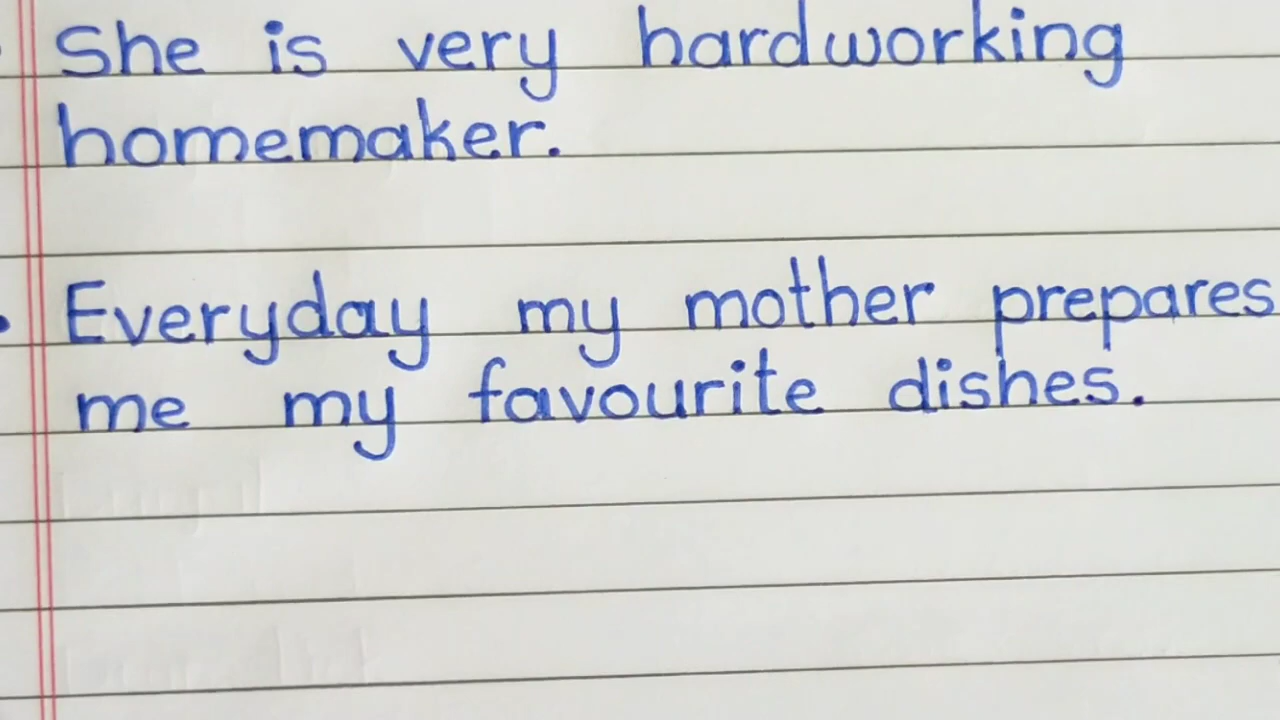 She is very hardworking
homemaker.
• Everyday my mother prepares
me my favourite dishes.